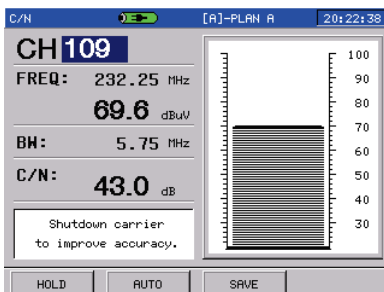 C/N [A]-PLAN A 20:22:38
CH 109
FREQ: 232.25 MHz
69.6 dBuV
BW: 5.75 MHz
C/N: 43.0 dB
Shutdown carrier
to improve accuracy.
100
90
80
70
60
50
40
30
HOLD AUTO SAVE